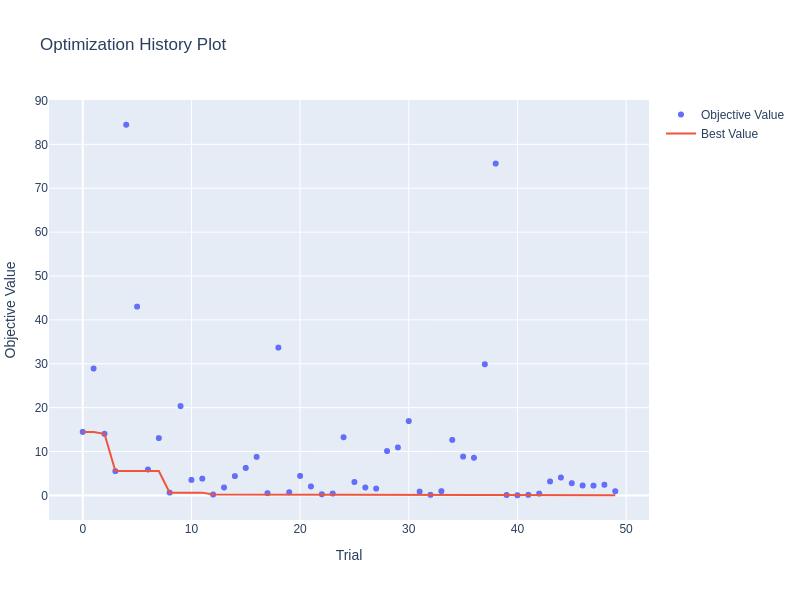 Optimization History Plot
Objective Value
Best Value
90
80
70
60
50
40
30
20
10
0
0 10 20 30 40 50
Trial
Objective Value